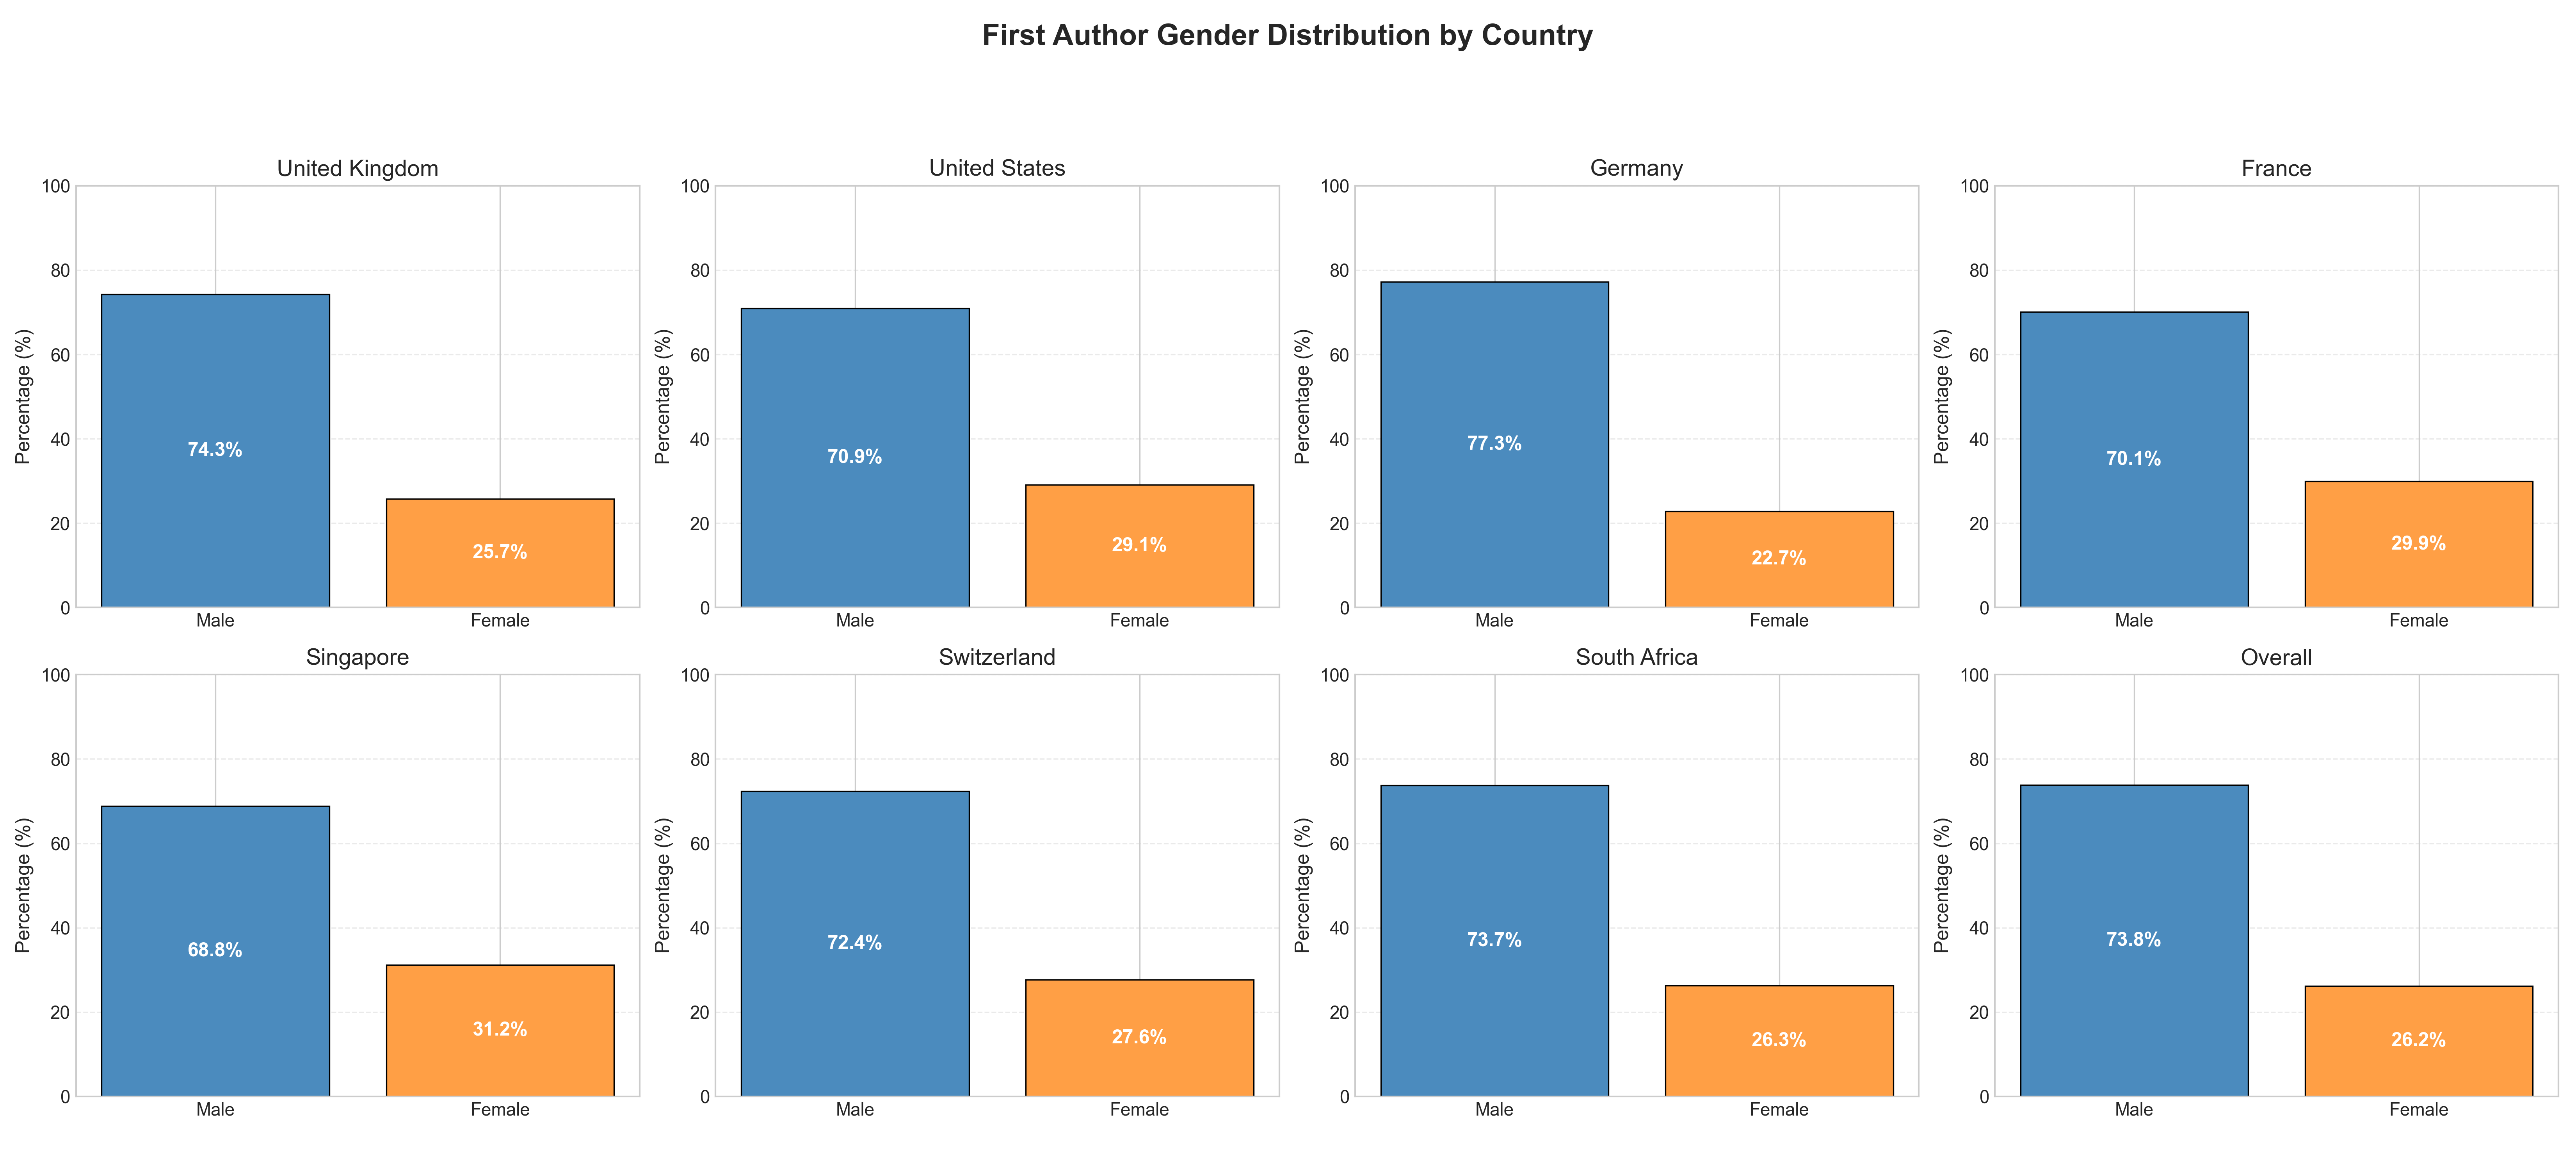 First Author Gender Distribution by Country
United Kingdom
Percentage (%)
100
80
60
40
20
0
74.3%
25.7%
Male
Female
United States
Percentage (%)
100
80
60
40
20
0
70.9%
29.1%
Male
Female
Germany
Percentage (%)
100
80
60
40
20
0
77.3%
22.7%
Male
Female
France
Percentage (%)
100
80
60
40
20
0
70.1%
29.9%
Male
Female
Singapore
Percentage (%)
100
80
60
40
20
0
68.8%
31.2%
Male
Female
Switzerland
Percentage (%)
100
80
60
40
20
0
72.4%
27.6%
Male
Female
South Africa
Percentage (%)
100
80
60
40
20
0
73.7%
26.3%
Male
Female
Overall
Percentage (%)
100
80
60
40
20
0
73.8%
26.2%
Male
Female